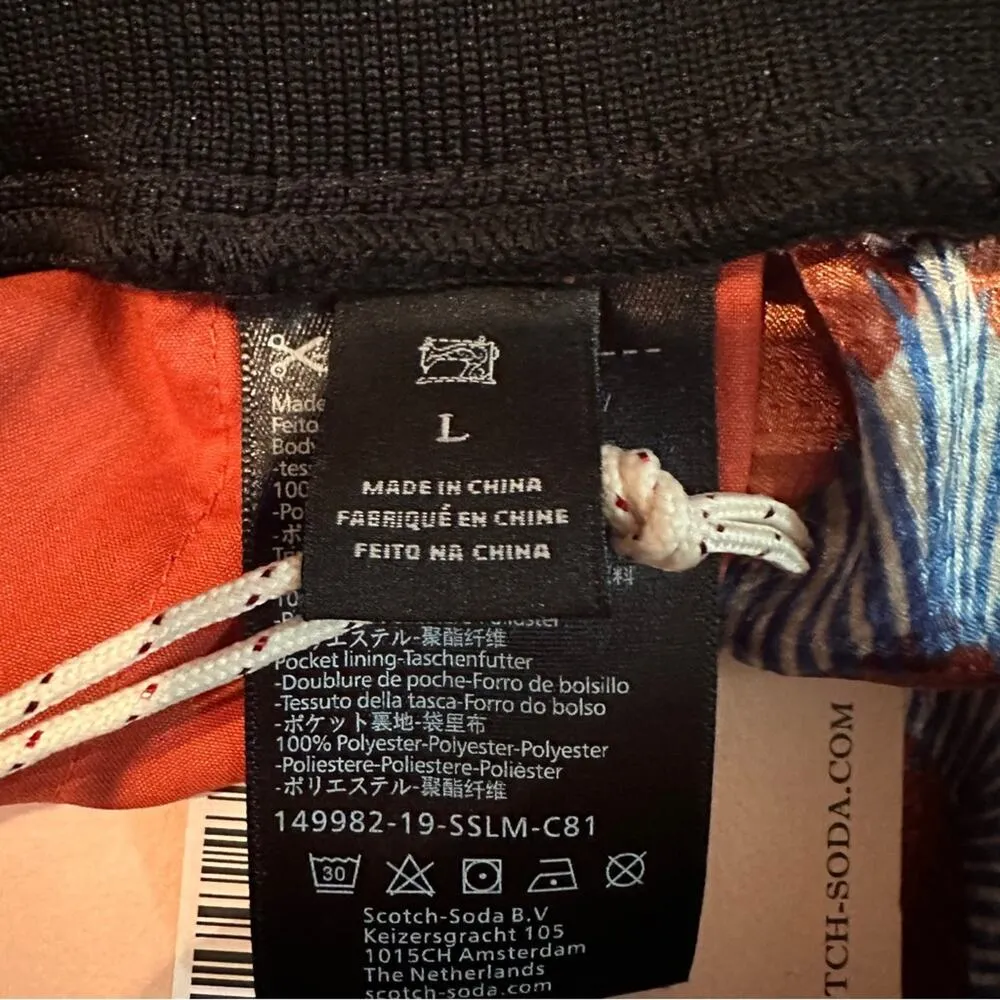 L
MADE IN CHINA
FABRIQUÉ EN CHINE
FEITO NA CHINA
Made
Feito
Body
-tes
100
-Po
-ポ
10
料
リエステル-聚酯纤维
Pocket lining-Taschenfutter
-Doublure de poche-Forro de bolsillo
-Tessuto della tasca-Forro do bolso
-ポケット裏地-袋里布
100% Polyester-Polyester-Polyester
-Poliestere-Poliestere-Polièster
-ポリエステル-聚酯纤维
149982-19-SSLM-C81
30
Scotch-Soda B.V
Keizersgracht 105
1015CH Amsterdam
The Netherlands
scotch-soda.com
TCH-SODA.COM